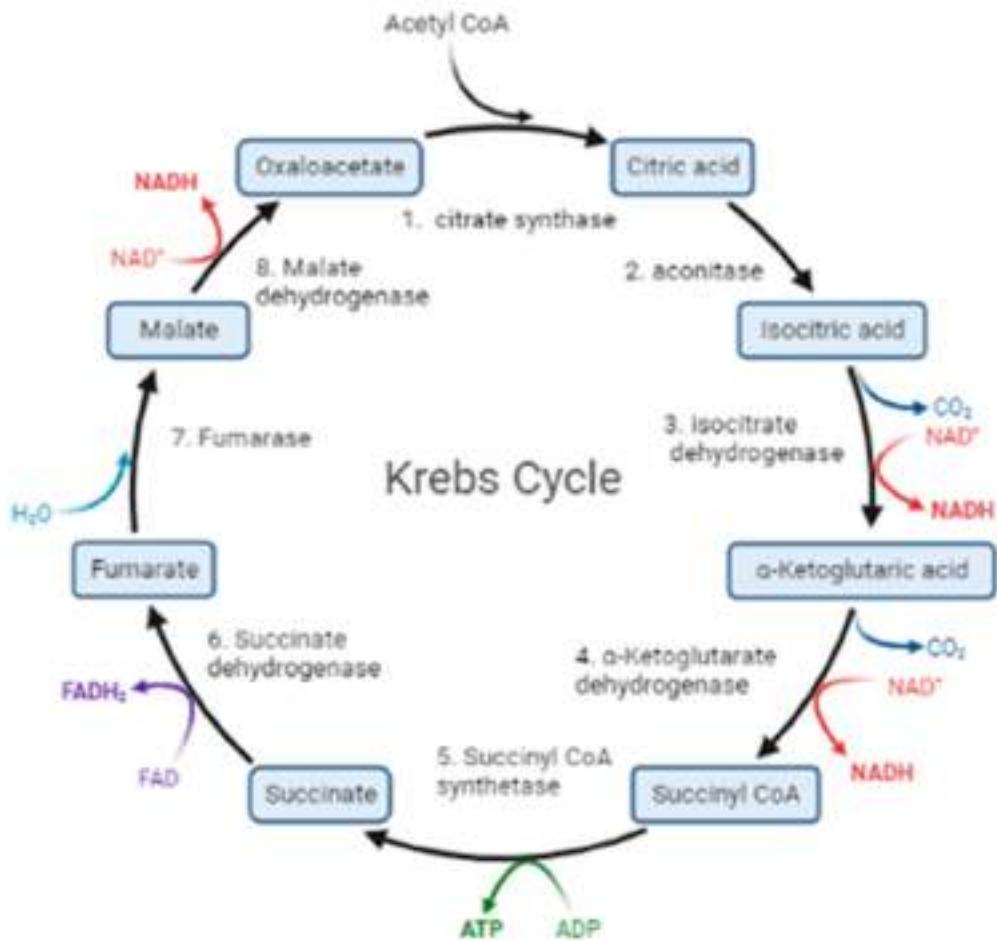 Acetyl CoA
Oxaloacetate
Citric acid
NADH
NAD⁺
1. citrate synthase
2. aconitase
8. Malate
dehydrogenase
Malate
Isocitric acid
CO₂
3. Isocitrate
dehydrogenase
NAD⁺
NADH
7. Fumarase
Krebs Cycle
H₂O
Fumarate
α-Ketoglutaric acid
6. Succinate
dehydrogenase
4. α-Ketoglutarate
dehydrogenase
CO₂
NAD⁺
NADH
FADH₂
FAD
5. Succinyl CoA
synthetase
Succinate
Succinyl CoA
ATP
ADP